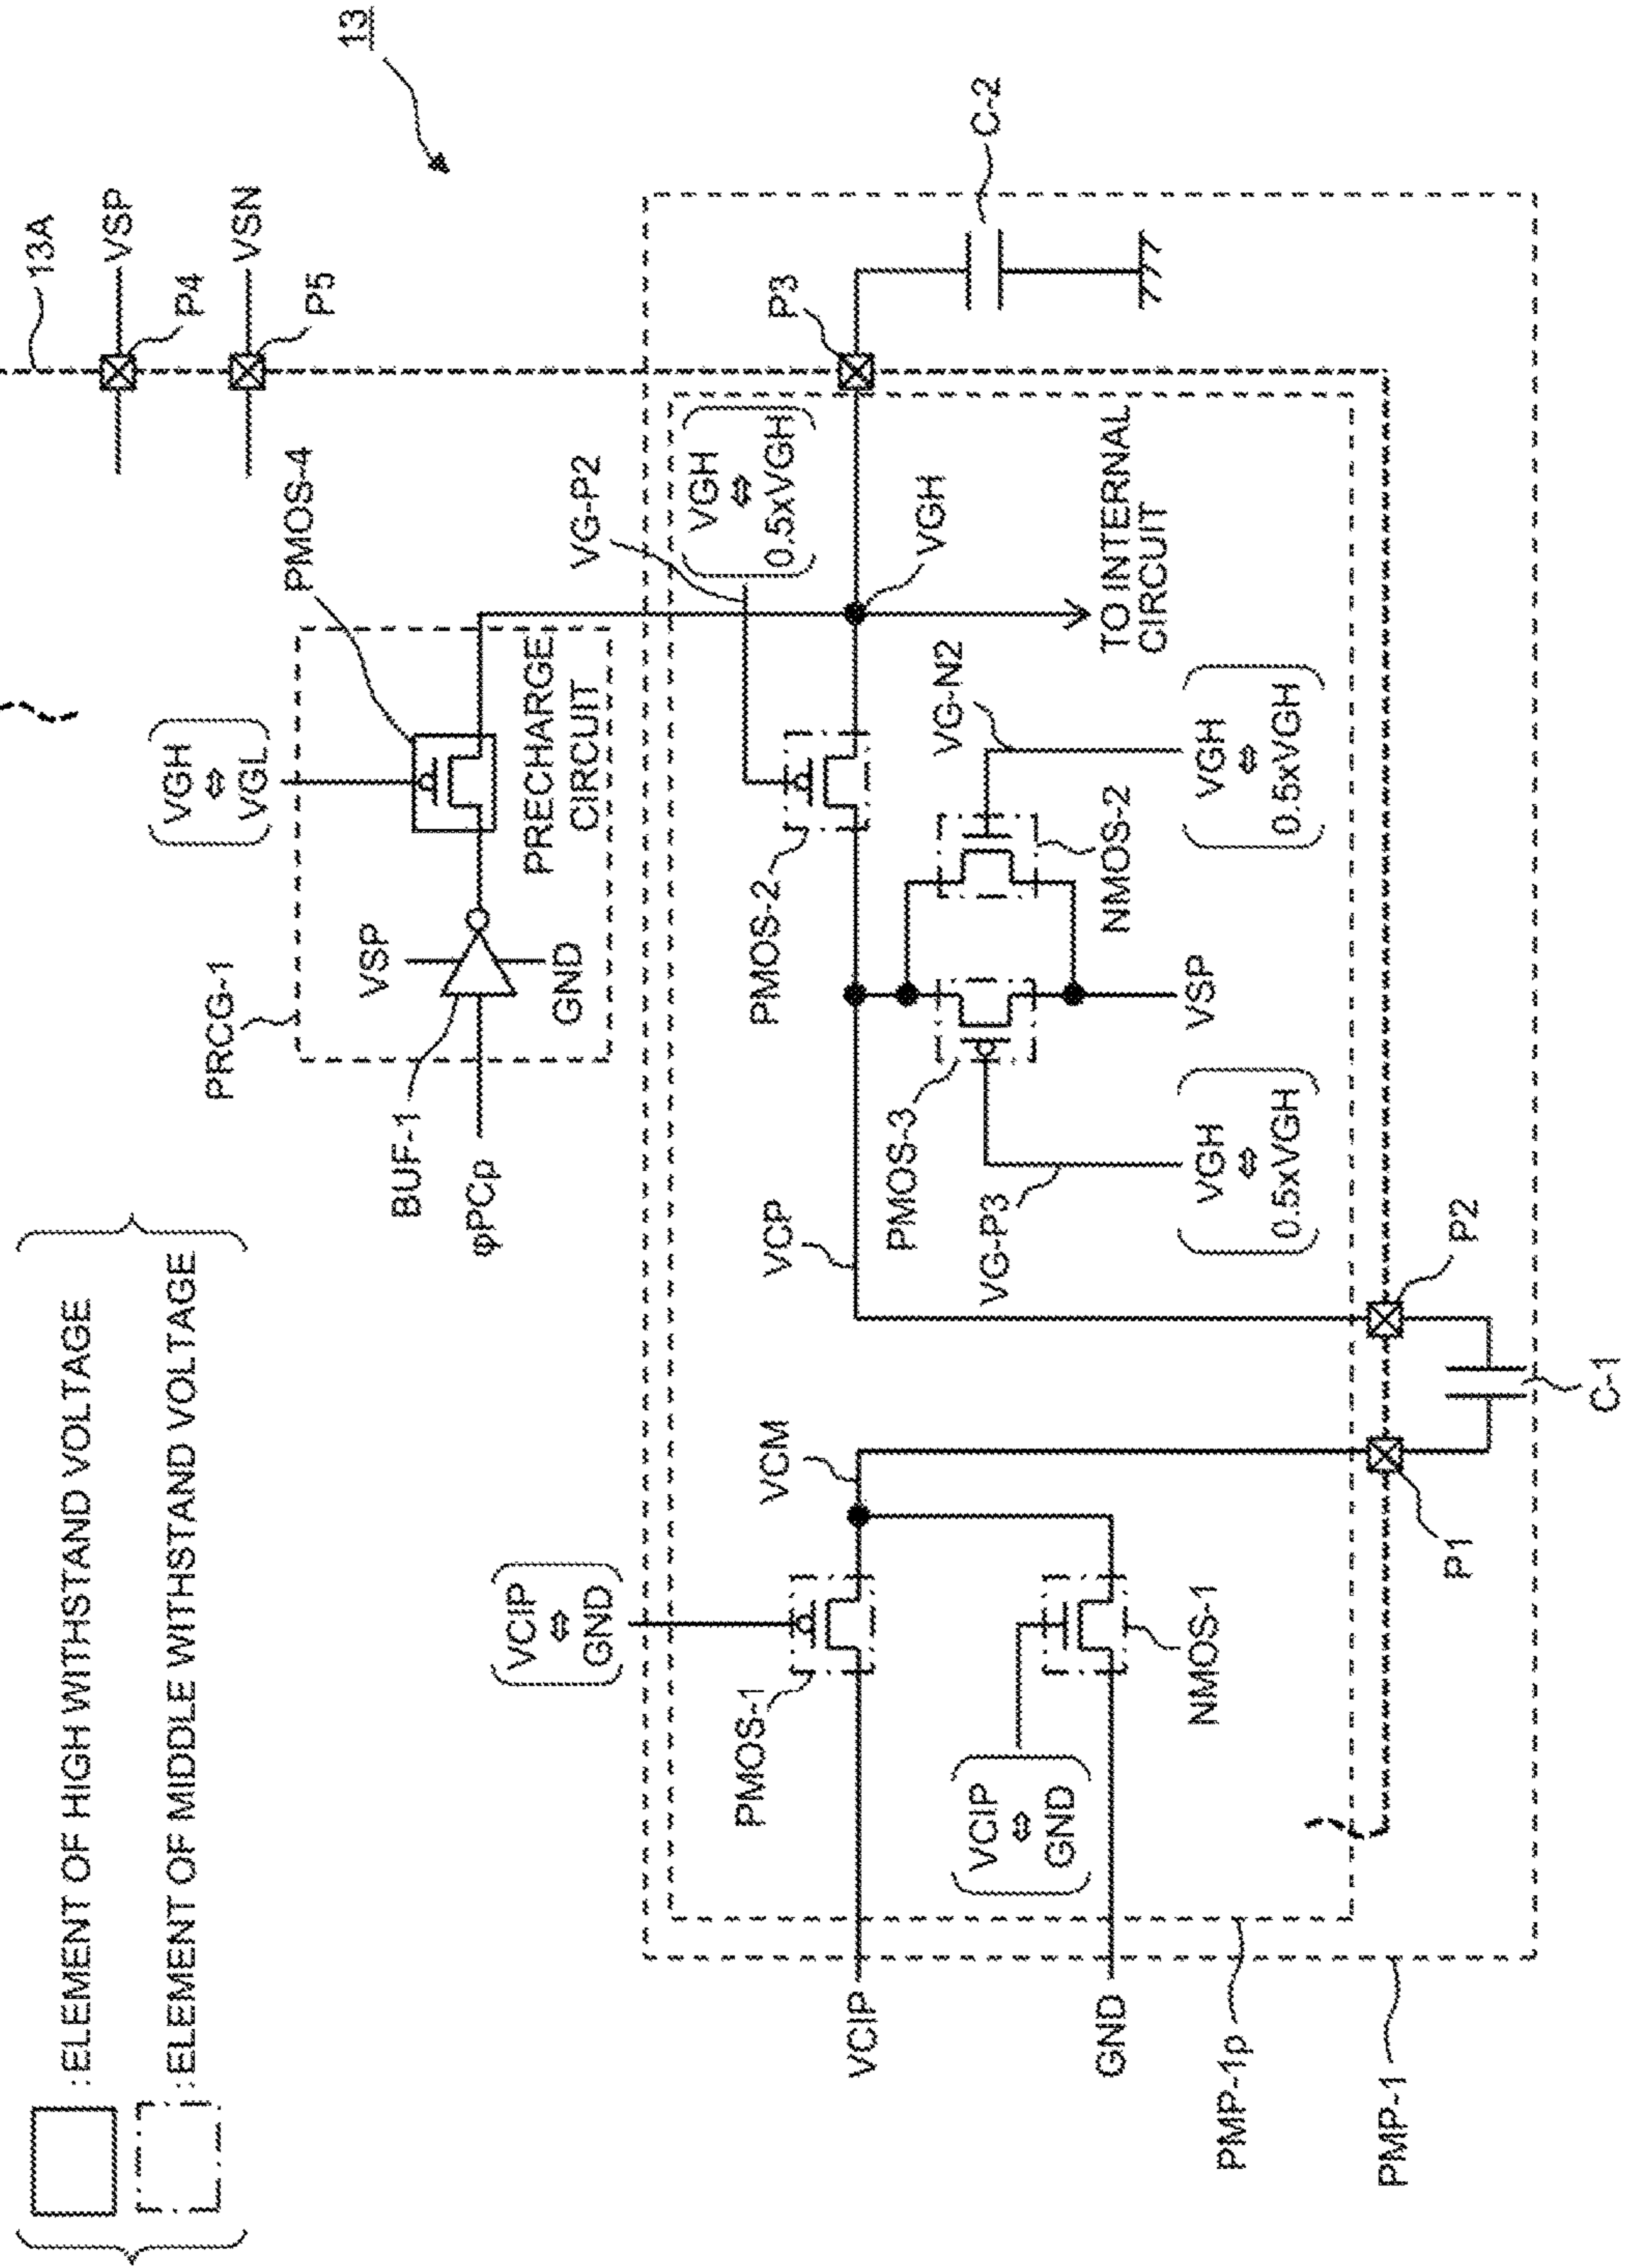 :ELEMENT OF HIGH WITHSTAND VOLTAGE
:ELEMENT OF MIDDLE WITHSTAND VOLTAGE
13
13A
VSP
P4
VSN
P5
PRCG-1
VGH
⇔
VGL
PMOS-4
VSP
GND
BUF-1
φPCp
PRECHARGE
CIRCUIT
VG-P2
VGH
⇔
0.5xVGH
P3
C-2
VCIP
⇔
GND
PMOS-1
VCM
VCP
PMOS-2
VGH
VCIP
⇔
GND
NMOS-1
PMOS-3
VG-P3
VGH
⇔
0.5xVGH
VSP
NMOS-2
VG-N2
VGH
⇔
0.5xVGH
TO INTERNAL
CIRCUIT
VCIP
GND
PMP-1p
PMP-1
P1
P2
C-1